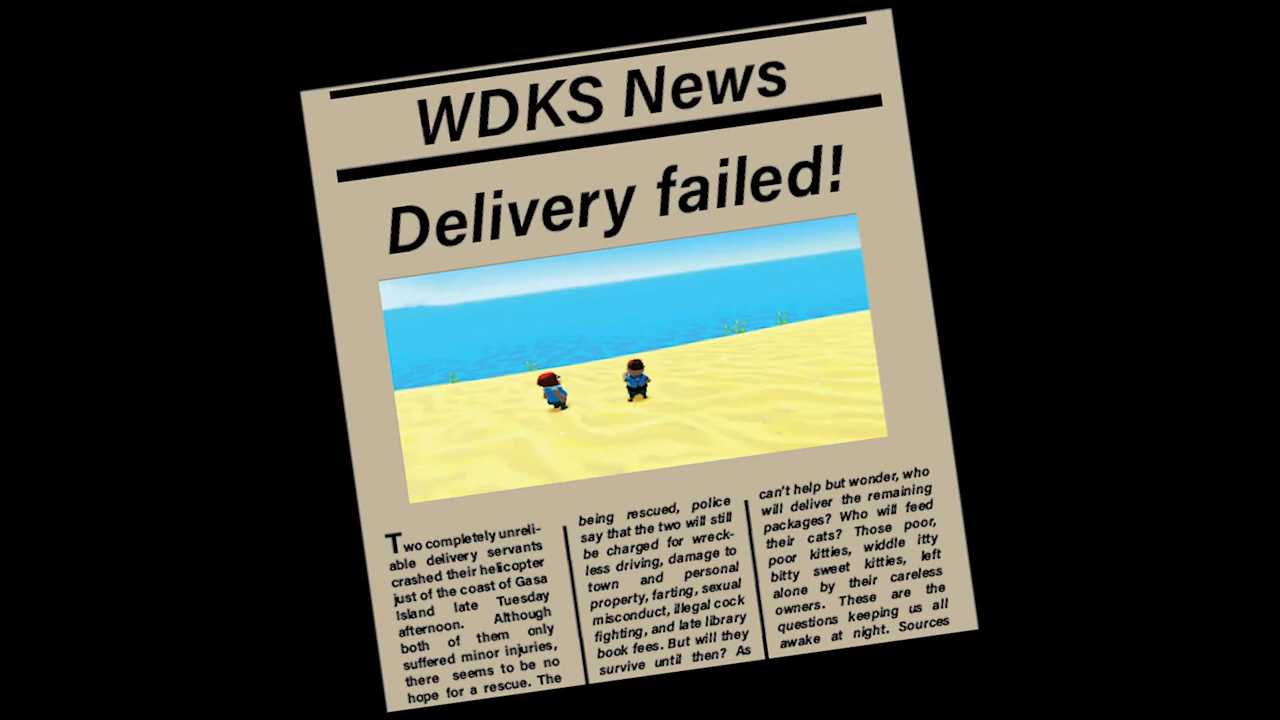 WDKS News
Delivery failed!
Two completely unreli-
able delivery servants
crashed their helicopter
just of the coast of Gasa
Island late Tuesday
afternoon. Although
both of them only
suffered minor injuries,
there seems to be no
hope for a rescue. The
being rescued, police
say that the two will still
be charged for wreck-
less driving, damage to
town and personal
property, farting, sexual
misconduct, illegal cock
fighting, and late library
book fees. But will they
survive until then? As
can't help but wonder, who
will deliver the remaining
packages? Who will feed
their cats? Those poor,
poor kitties, widdle itty
bitty sweet kitties, left
alone by their careless
owners. These are the
questions keeping us all
awake at night. Sources